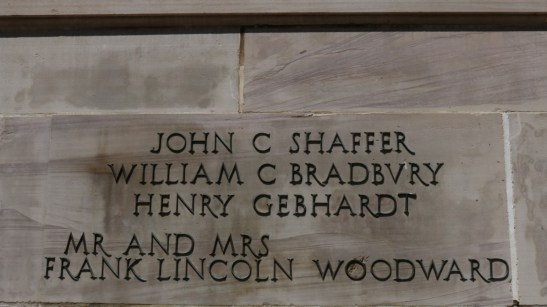 JOHN C SHAFFER
WILLIAM C BRADBVRY
HENRY GEBHARDT
MR AND MRS
FRANK LINCOLN WOODWARD